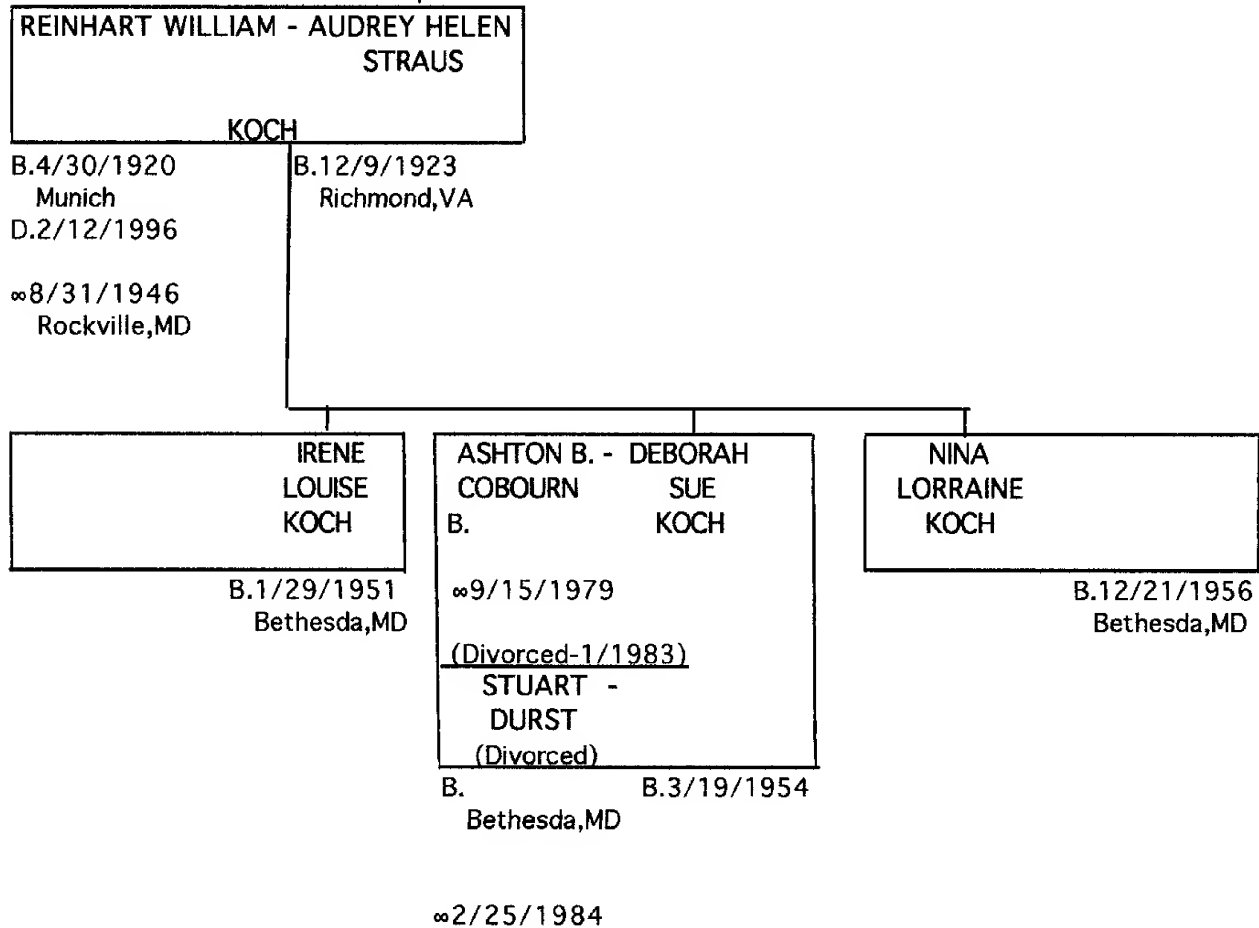 REINHART WILLIAM - AUDREY HELEN
STRAUS
KOCH
B.4/30/1920
Munich
D.2/12/1996
∞8/31/1946
Rockville,MD
B.12/9/1923
Richmond,VA
IRENE
LOUISE
KOCH
B.1/29/1951
Bethesda,MD
ASHTON B. - DEBORAH
COBOURN SUE
B. KOCH
∞9/15/1979
(Divorced-1/1983)
STUART -
DURST
(Divorced)
B. B.3/19/1954
Bethesda,MD
∞2/25/1984
NINA
LORRAINE
KOCH
B.12/21/1956
Bethesda,MD